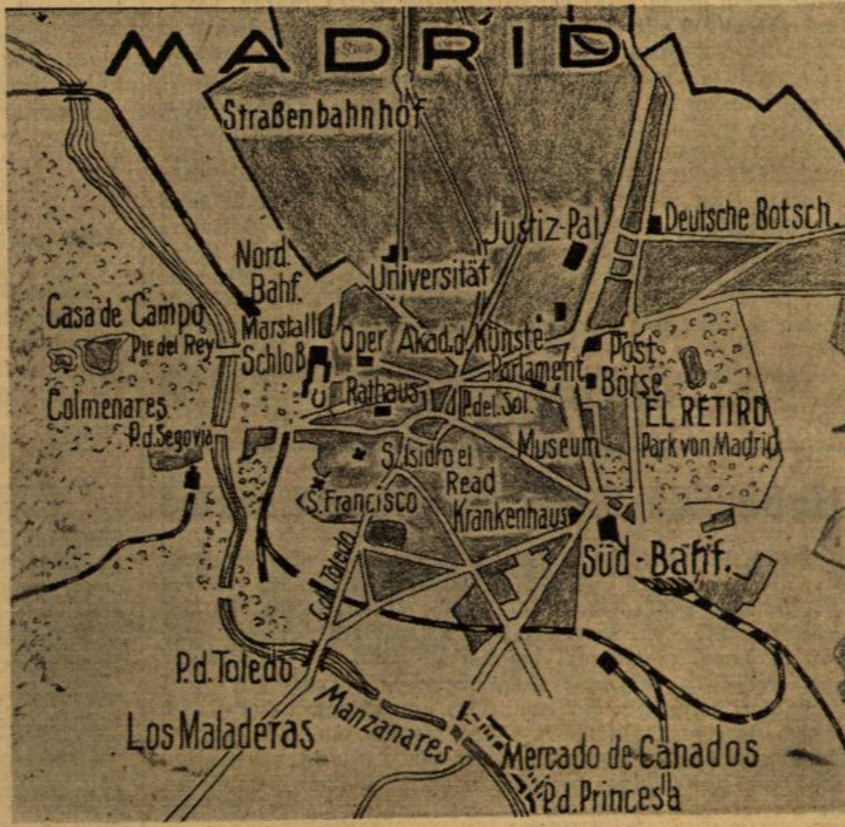 MADRID
Straßenbahnhof
Deutsche Botsch.
Justiz-Pal.
Nord.
Bahf.
Universität
Casa de Campo
Marstall
Oper
Akad.d.Künste
Pte del Rey
Schloß
Post
Parlament
Börse
Colmenares
Rathaus
P.del.Sol.
EL RETIRO
P.d.Segovia
Museum
Park von Madrid
S.Isidro el
Read
S.Francisco
Krankenhaus
Süd-Bahf.
Call.Toledo
P.d.Toledo
Manzanares
Los Maladeras
Mercado de Canados
P.d.Princesa